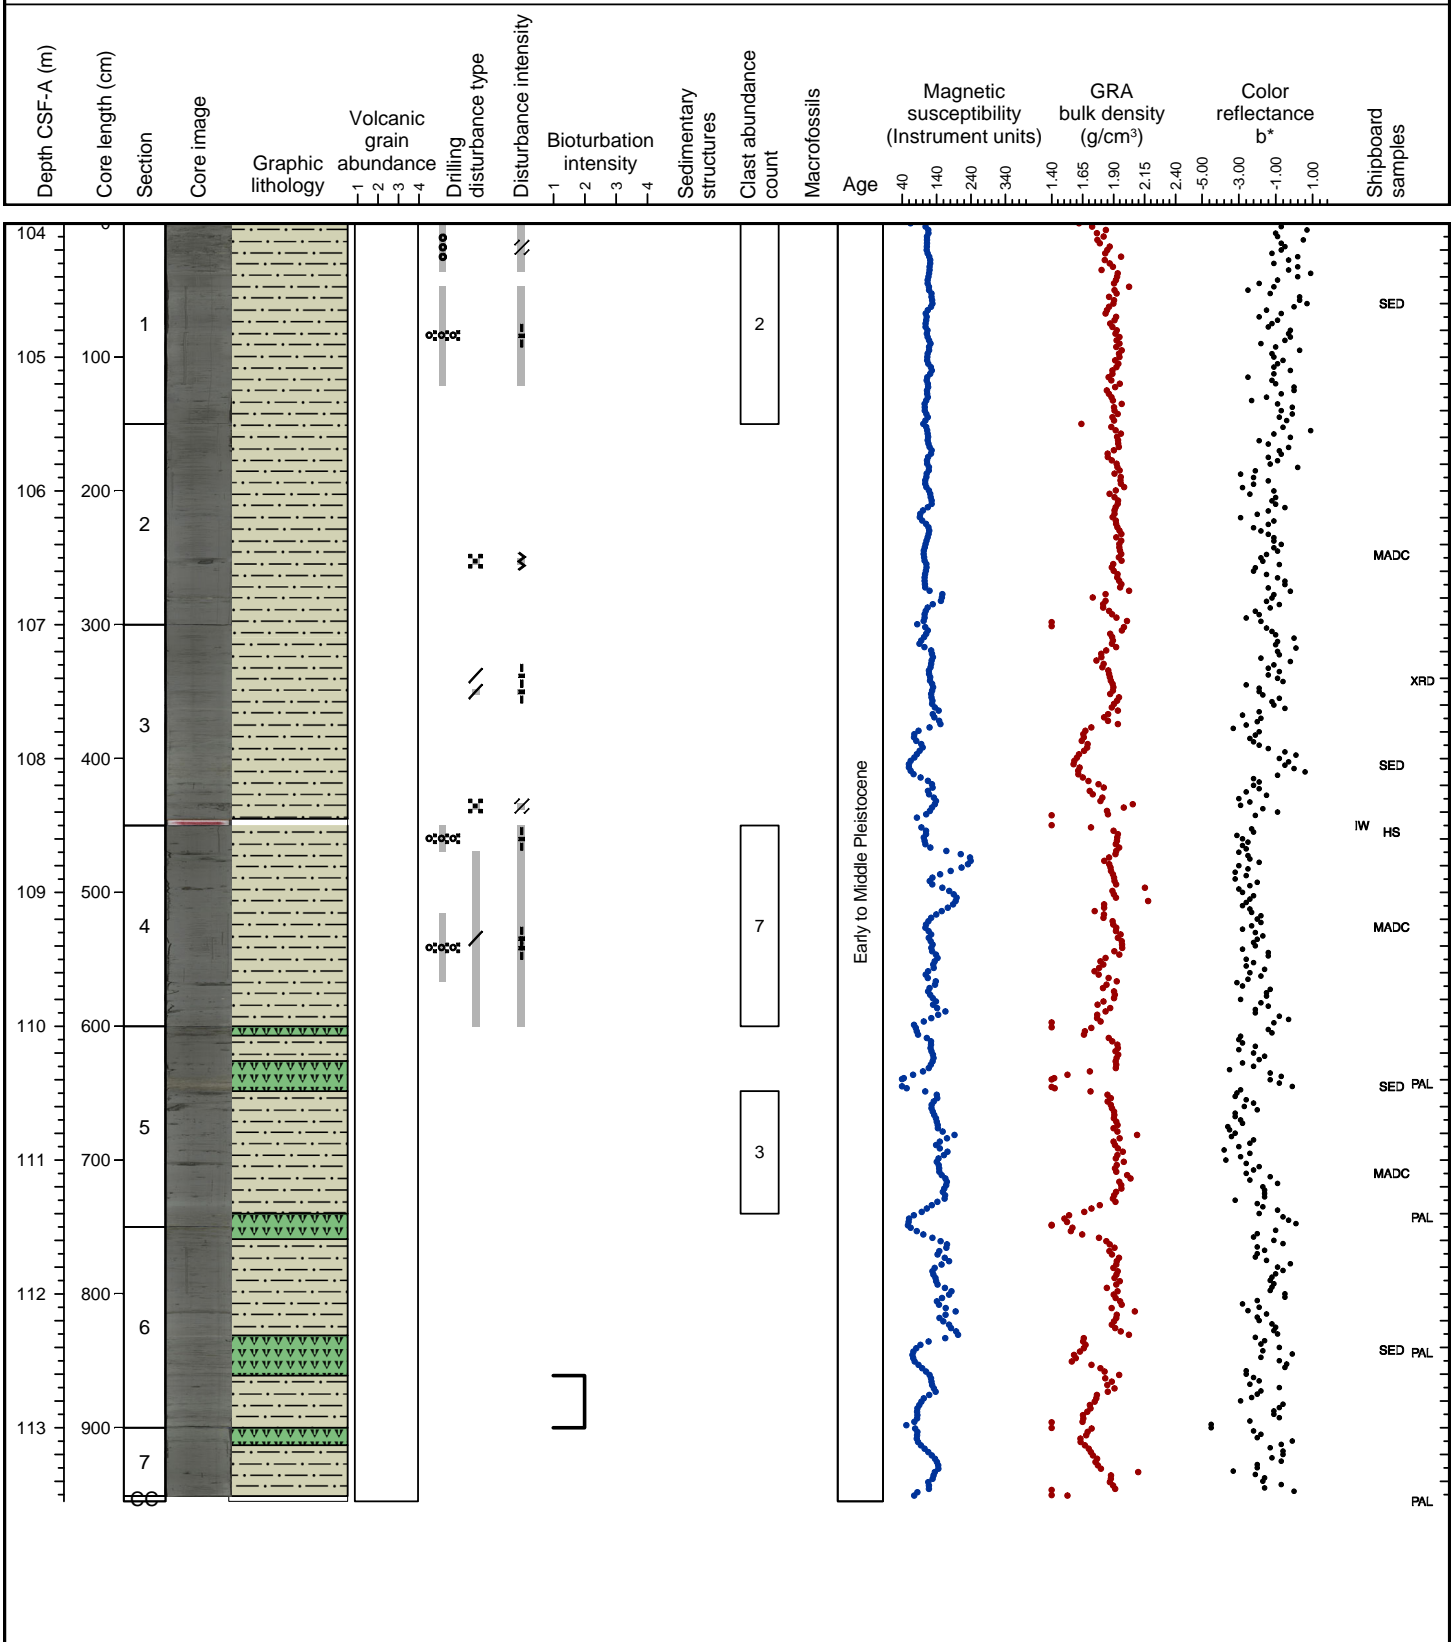 Depth CSF-A (m)
Core length (cm)
Section
Core image
Graphic
lithology
Volcanic
grain
abundance
1 2 3 4
Drilling
disturbance type
Disturbance intensity
Bioturbation
intensity
1 2 3 4
Sedimentary
structures
Clast abundance
count
Macrofossils
Age
Magnetic
susceptibility
(Instrument units)
40 140 240 340
GRA
bulk density
(g/cm³)
1.40 1.65 1.90 2.15 2.40
Color
reflectance
b*
-5.00 -3.00 -1.00 1.00
Shipboard
samples
104 0
1 2 SED
105 100
106 200
2
MADC
107 300
XRD
3
108 400 SED
Early to Middle Pleistocene
IW HS
109 500
4 7 MADC
110 600
SED PAL
5
111 700 3
MADC
PAL
112 800
6
SED PAL
113 900
7
CC PAL